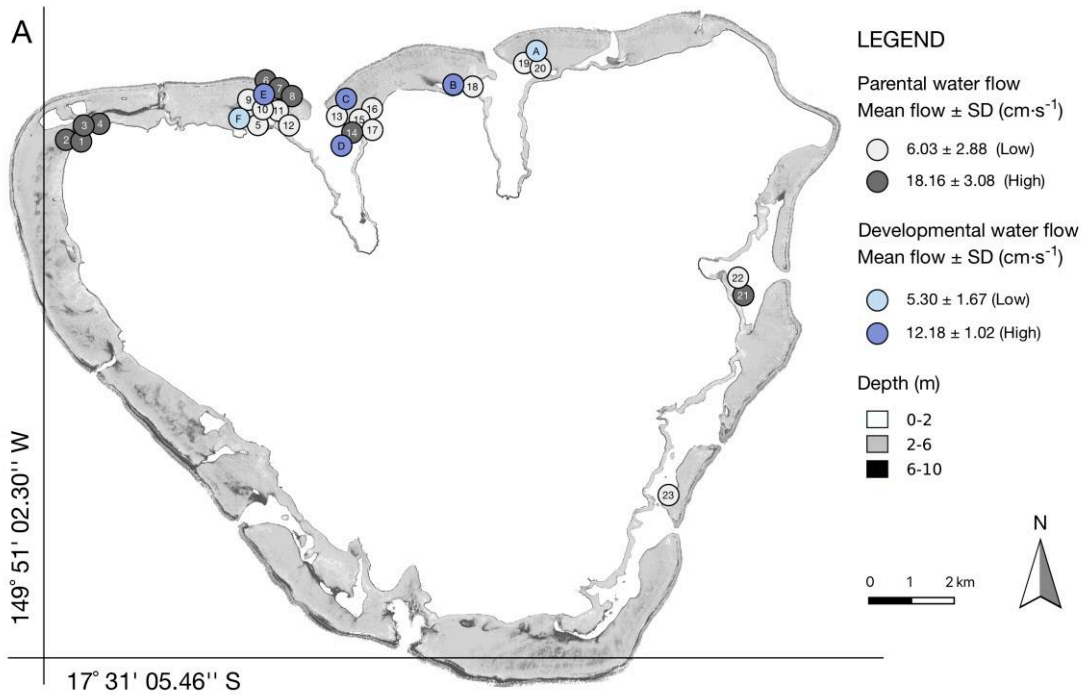 A
6
7
E
8
9
10
11
F
5
12
3
4
2
1
C
13
16
15
14
17
D
B
18
A
19
20
22
21
23
149° 51' 02.30'' W
17° 31' 05.46'' S
LEGEND
Parental water flow
Mean flow ± SD (cm·s⁻¹)
6.03 ± 2.88 (Low)
18.16 ± 3.08 (High)
Developmental water flow
Mean flow ± SD (cm·s⁻¹)
5.30 ± 1.67 (Low)
12.18 ± 1.02 (High)
Depth (m)
0-2
2-6
6-10
N
0 1 2 km